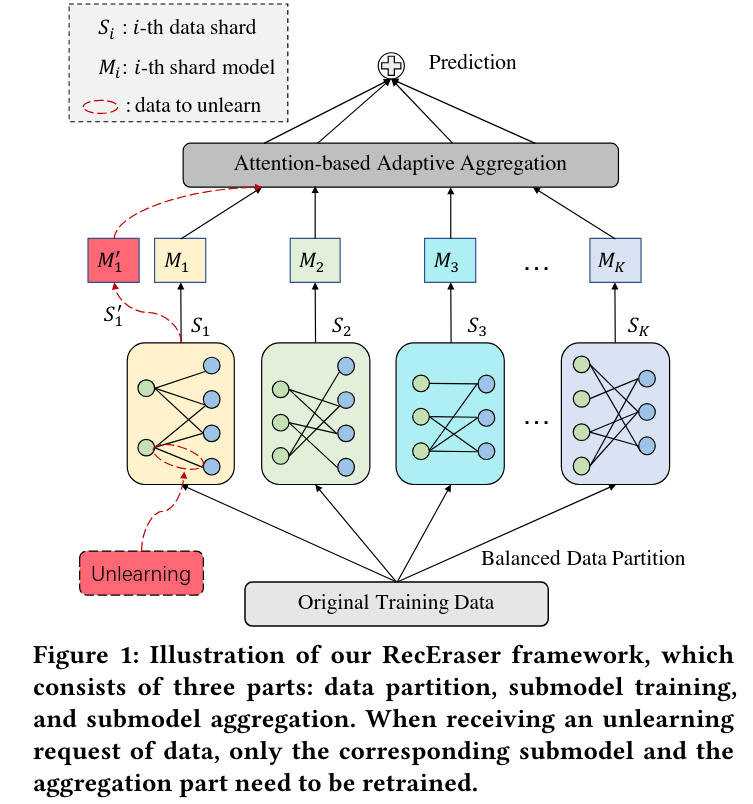 S_i : i-th data shard
M_i: i-th shard model
: data to unlearn
Prediction
Attention-based Adaptive Aggregation
M′_1
M_1
M_2
M_3
...
M_K
S′_1
S_1
S_2
S_3
S_K
...
Unlearning
Balanced Data Partition
Original Training Data
Figure 1: Illustration of our RecEraser framework, which
consists of three parts: data partition, submodel training,
and submodel aggregation. When receiving an unlearning
request of data, only the corresponding submodel and the
aggregation part need to be retrained.